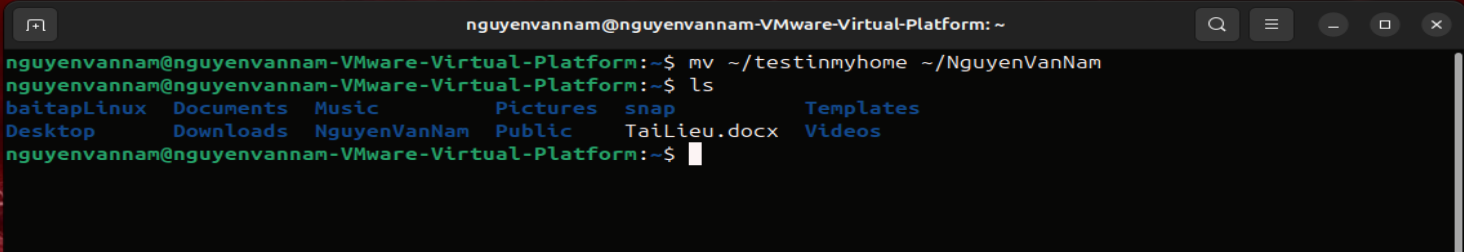 nguyenvannam@nguyenvannam-VMware-Virtual-Platform: ~
nguyenvannam@nguyenvannam-VMware-Virtual-Platform:~$ mv ~/testinmyhome ~/NguyenVanNam
nguyenvannam@nguyenvannam-VMware-Virtual-Platform:~$ ls
baitapLinux  Documents  Music        Pictures  snap         Templates
Desktop      Downloads  NguyenVanNam  Public    TaiLieu.docx  Videos
nguyenvannam@nguyenvannam-VMware-Virtual-Platform:~$